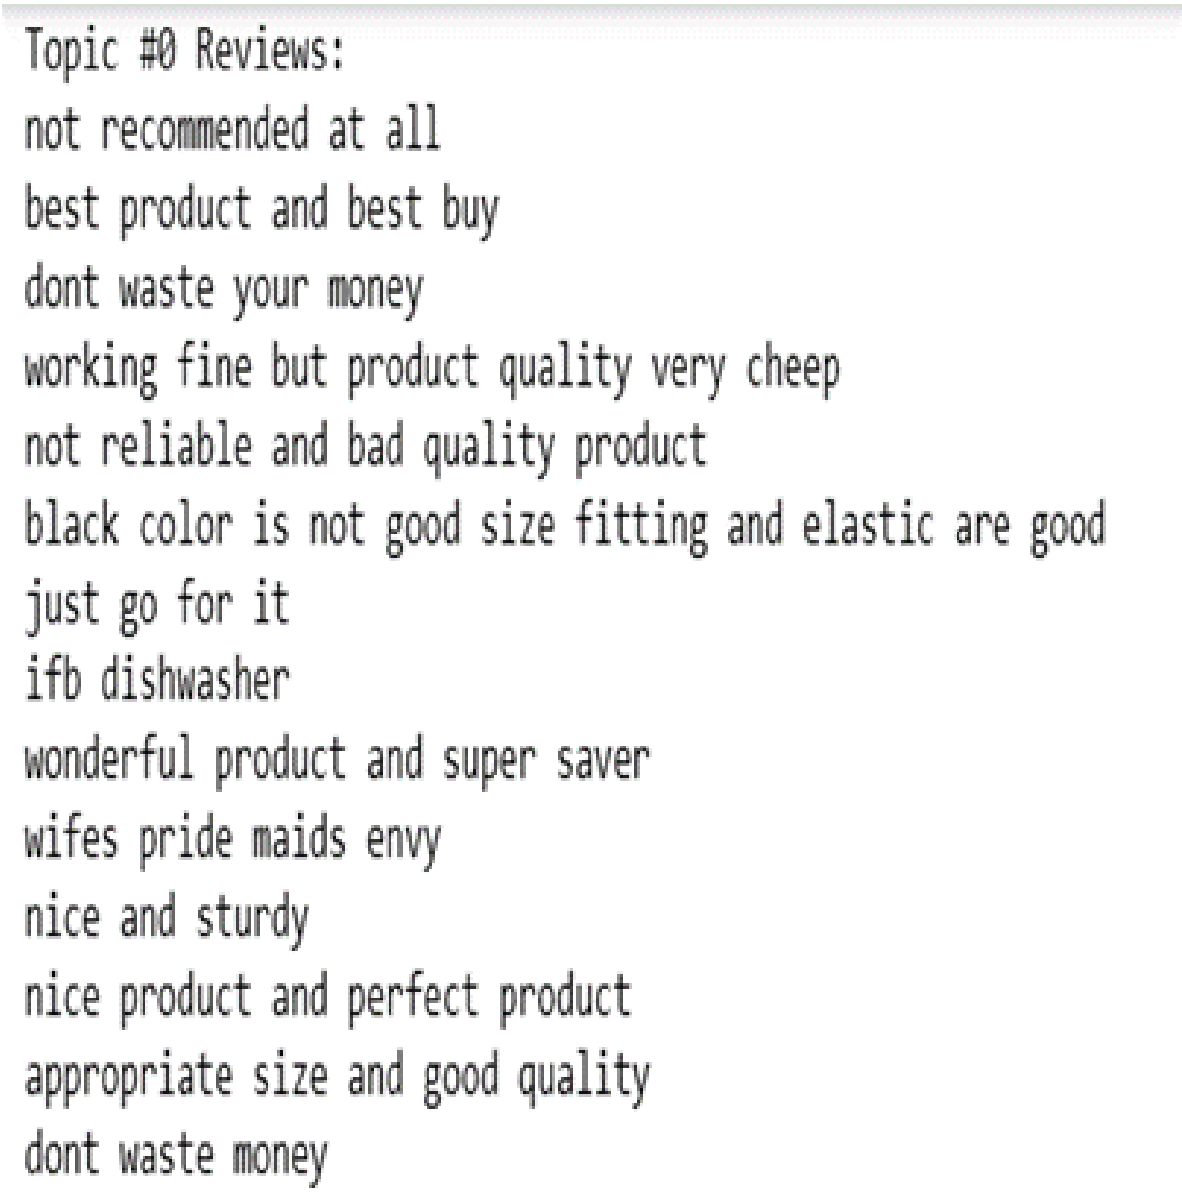 Topic #0 Reviews:
not recommended at all
best product and best buy
dont waste your money
working fine but product quality very cheep
not reliable and bad quality product
black color is not good size fitting and elastic are good
just go for it
ifb dishwasher
wonderful product and super saver
wifes pride maids envy
nice and sturdy
nice product and perfect product
appropriate size and good quality
dont waste money